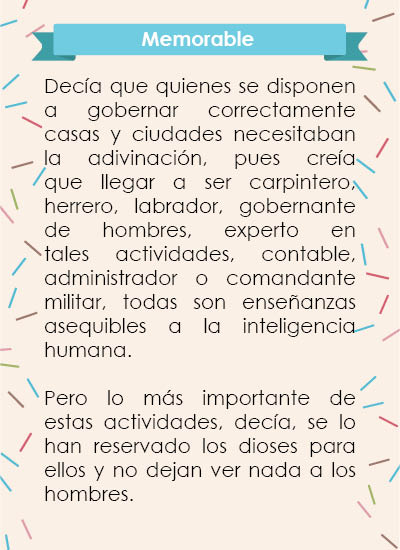 Memorable
Decía que quienes se disponen
a gobernar correctamente
casas y ciudades necesitaban
la adivinación, pues creía
que llegar a ser carpintero,
herrero, labrador, gobernante
de hombres, experto en
tales actividades, contable,
administrador o comandante
militar, todas son enseñanzas
asequibles a la inteligencia
humana.
Pero lo más importante de
estas actividades, decía, se lo
han reservado los dioses para
ellos y no dejan ver nada a los
hombres.